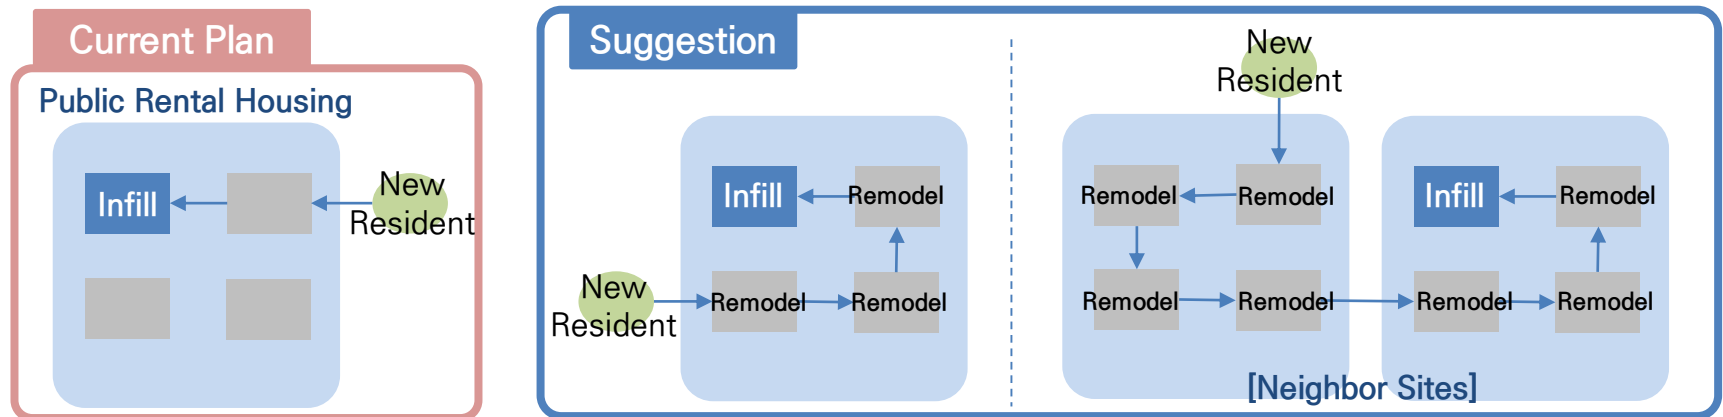 Current Plan
Public Rental Housing
Infill
New
Resident
Suggestion
Infill
Remodel
New
Resident
Remodel
Remodel
New
Resident
Remodel
Remodel
Remodel
Remodel
Infill
Remodel
Remodel
Remodel
[Neighbor Sites]